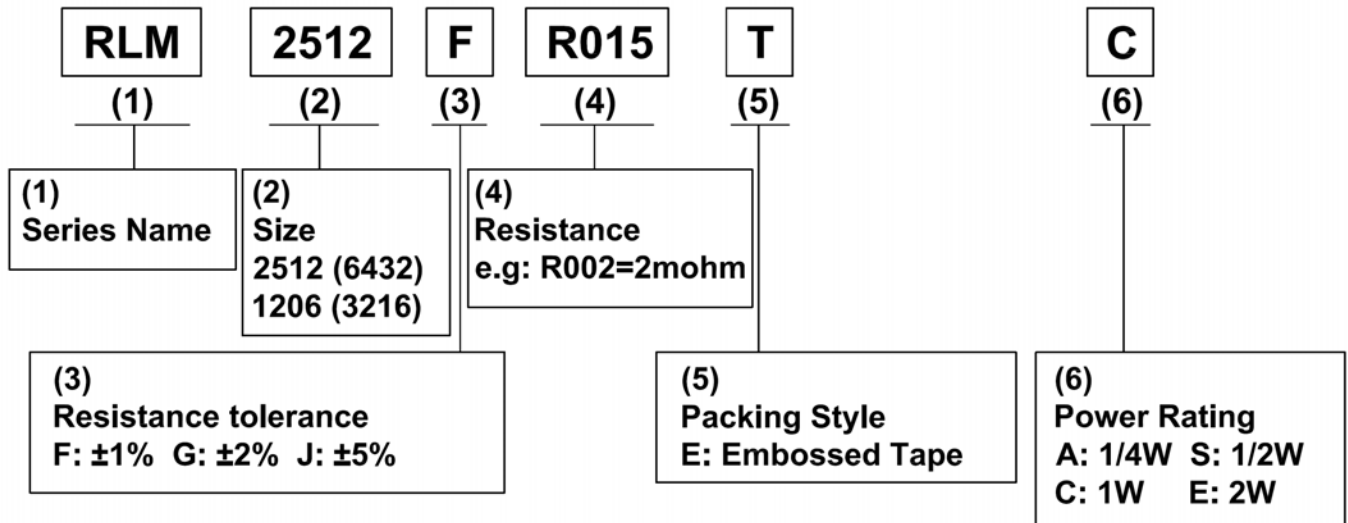 RLM 2512 F R015 T C
(1) (2) (3) (4) (5) (6)
(1)
Series Name
(2)
Size
2512 (6432)
1206 (3216)
(4)
Resistance
e.g: R002=2mohm
(3)
Resistance tolerance
F: ±1% G: ±2% J: ±5%
(5)
Packing Style
E: Embossed Tape
(6)
Power Rating
A: 1/4W S: 1/2W
C: 1W E: 2W